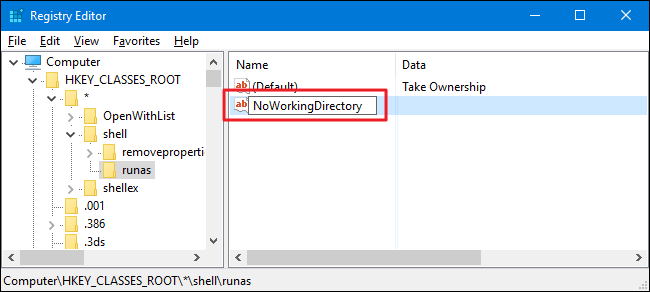 Registry Editor
File Edit View Favorites Help
Computer
HKEY_CLASSES_ROOT
*
OpenWithList
shell
removepropertie
runas
shellex
.001
.386
.3ds
Name Data
ab (Default) Take Ownership
ab NoWorkingDirectory
Computer\HKEY_CLASSES_ROOT\*\shell\runas